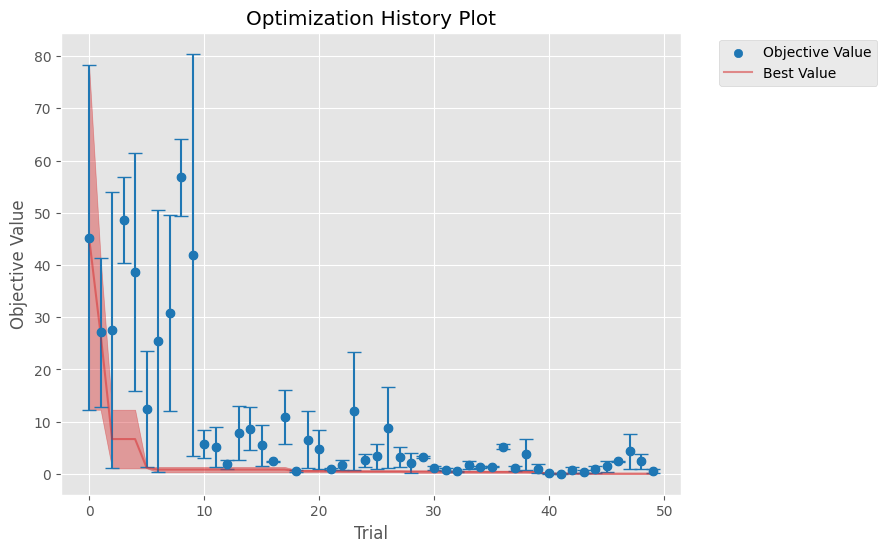 Optimization History Plot
Objective Value
Best Value
Objective Value
80
70
60
50
40
30
20
10
0
0 10 20 30 40 50
Trial